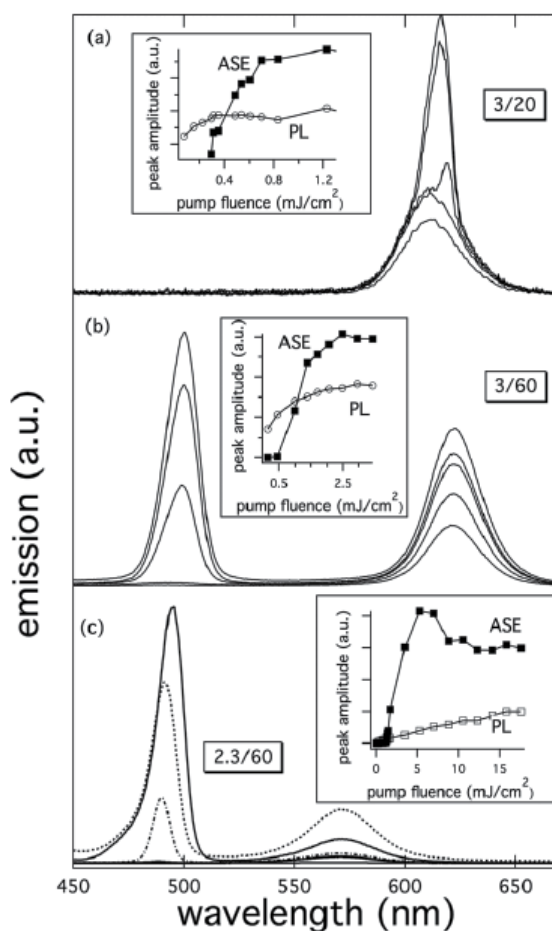 (a)
peak amplitude (a.u.)
ASE
PL
0.4 0.8 1.2
pump fluence (mJ/cm²)
3/20
(b)
peak amplitude (a.u.)
ASE
PL
0.5 2.5
pump fluence (mJ/cm²)
3/60
(c)
peak amplitude (a.u.)
ASE
PL
0 5 10 15
pump fluence (mJ/cm²)
2.3/60
emission (a.u.)
450 500 550 600 650
wavelength (nm)